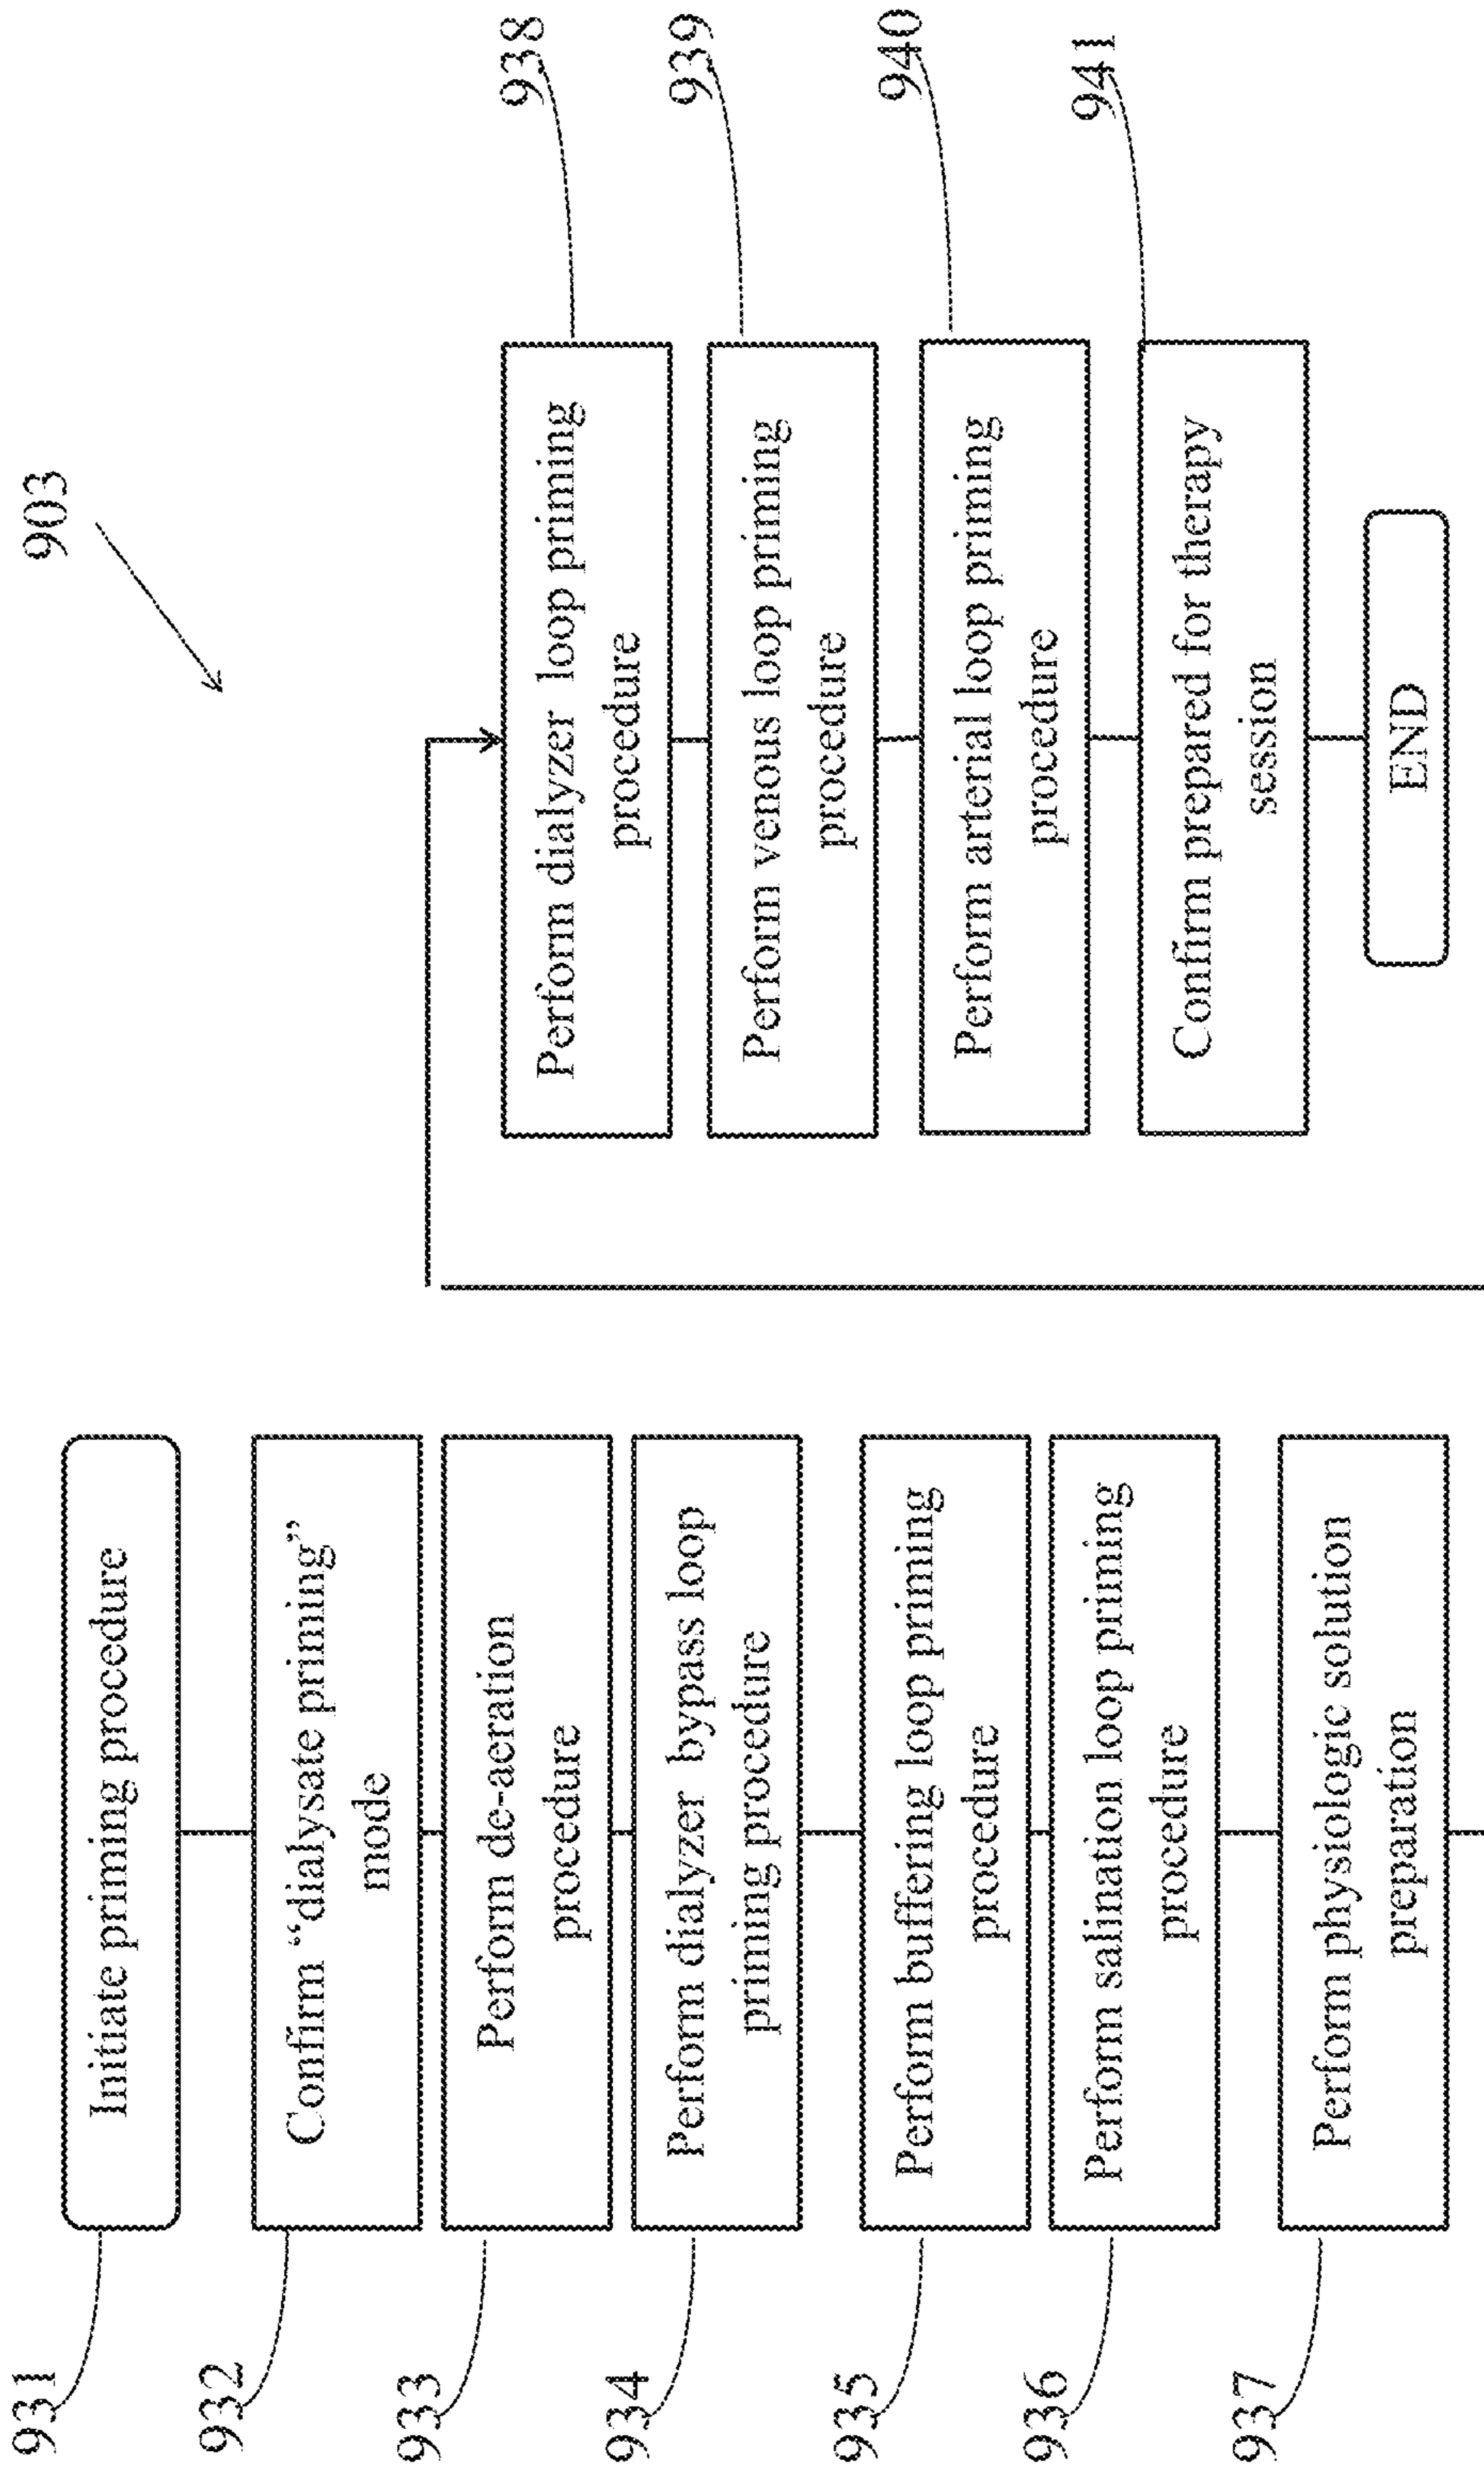 903
931
Initiate priming procedure
932
Confirm “dialysate priming”
mode
933
Perform de-aeration
procedure
934
Perform dialyzer bypass loop
priming procedure
935
Perform buffering loop priming
procedure
936
Perform salination loop priming
procedure
937
Perform physiologic solution
preparation
938
Perform dialyzer loop priming
procedure
939
Perform venous loop priming
procedure
940
Perform arterial loop priming
procedure
941
Confirm prepared for therapy
session
END